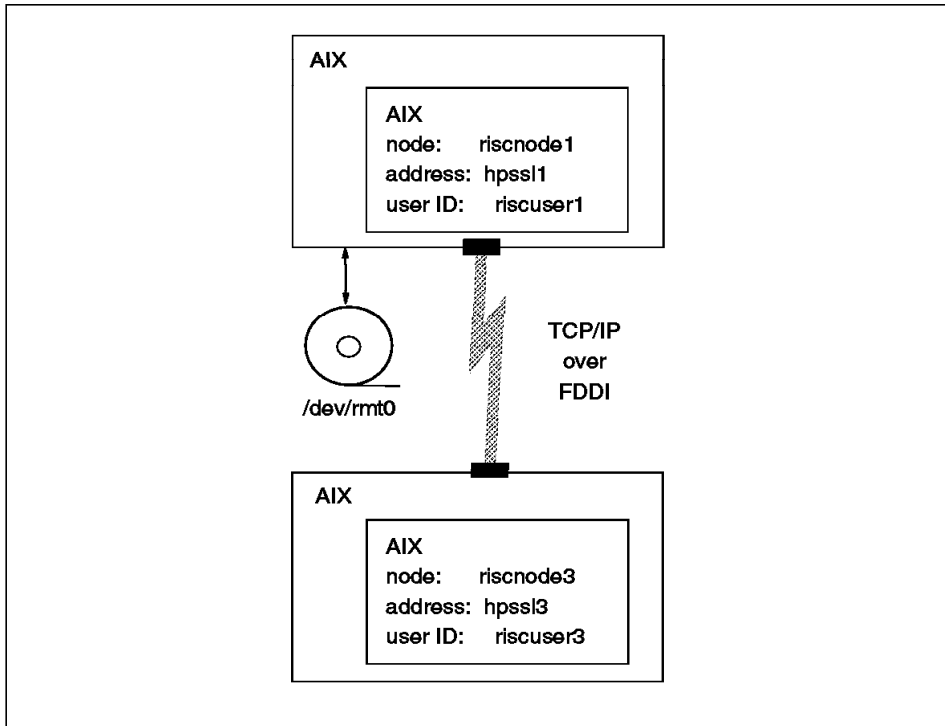 AIX
AIX
node: riscnode1
address: hpssl1
user ID: riscuser1
/dev/rmt0
TCP/IP
over
FDDI
AIX
AIX
node: riscnode3
address: hpssl3
user ID: riscuser3